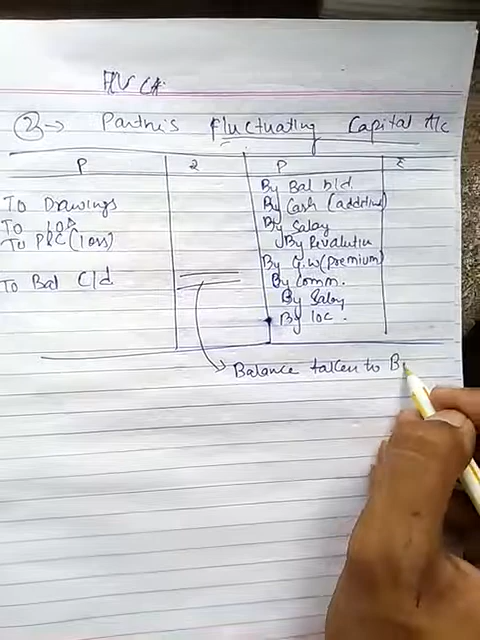 ② → Partner's Fluctuating Capital A/c
P ₹ P ₹
By Bal b/d.
To Drawings By Cash (additional)
To IOD By Salary
To P&L (loss) By Revaluation
By G.W (premium)
To Bal C/d By Comm.
By Salary
By IOC.
Balance taken to B